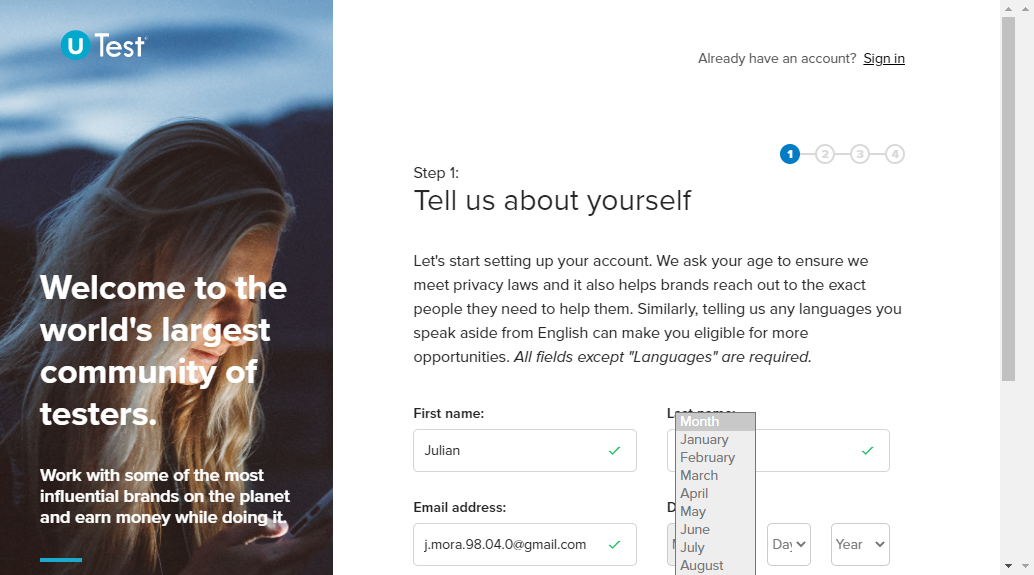 U Test
Already have an account? Sign in
1 2 3 4
Step 1:
Tell us about yourself
Let's start setting up your account. We ask your age to ensure we
meet privacy laws and it also helps brands reach out to the exact
people they need to help them. Similarly, telling us any languages you
speak aside from English can make you eligible for more
opportunities. All fields except "Languages" are required.
Welcome to the
world's largest
community of
testers.
Work with some of the most
influential brands on the planet
and earn money while doing it.
First name:
Julian
Month
January
February
March
April
May
June
July
August
Email address:
j.mora.98.04.0@gmail.com
Year